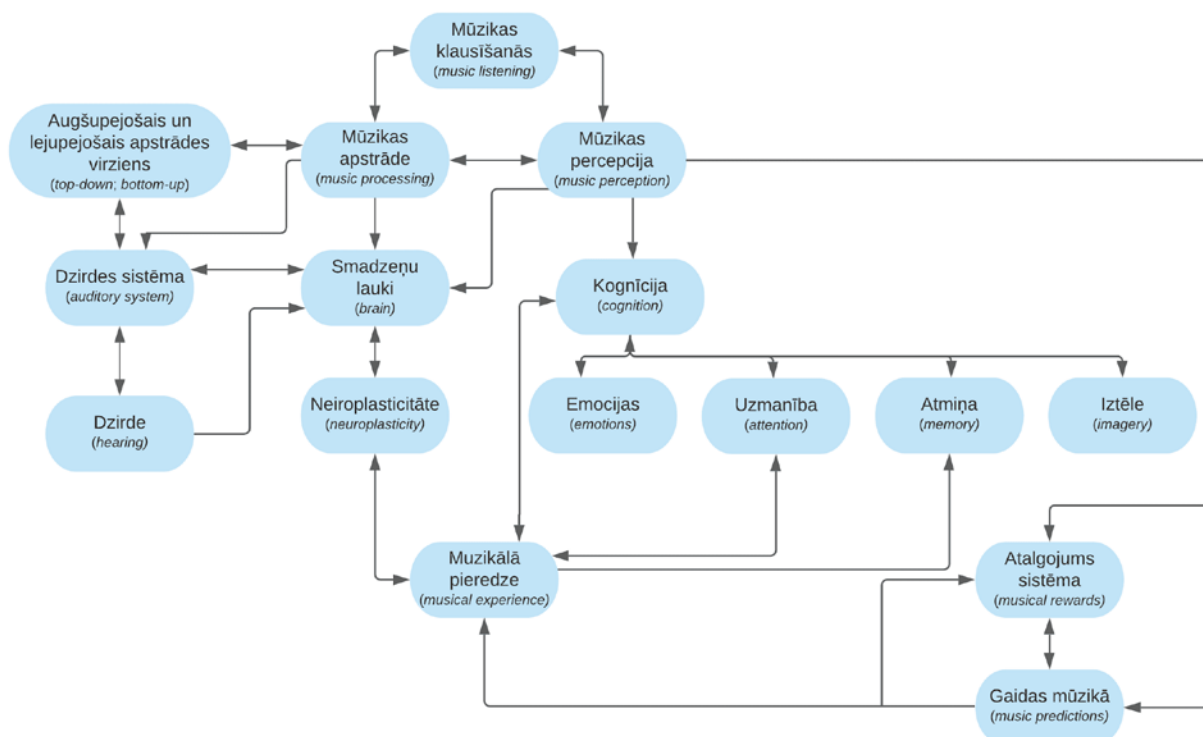 Mūzikas
klausīšanās
(music listening)
Augšupejošais un
lejupejošais apstrādes
virziens
(top-down; bottom-up)
Mūzikas
apstrāde
(music processing)
Mūzikas
percepcija
(music perception)
Dzirdes sistēma
(auditory system)
Smadzeņu
lauki
(brain)
Kognīcija
(cognition)
Dzirde
(hearing)
Neiroplasticitāte
(neuroplasticity)
Emocijas
(emotions)
Uzmanība
(attention)
Atmiņa
(memory)
Iztēle
(imagery)
Muzikālā
pieredze
(musical experience)
Atalgojums
sistēma
(musical rewards)
Gaidas mūzikā
(music predictions)